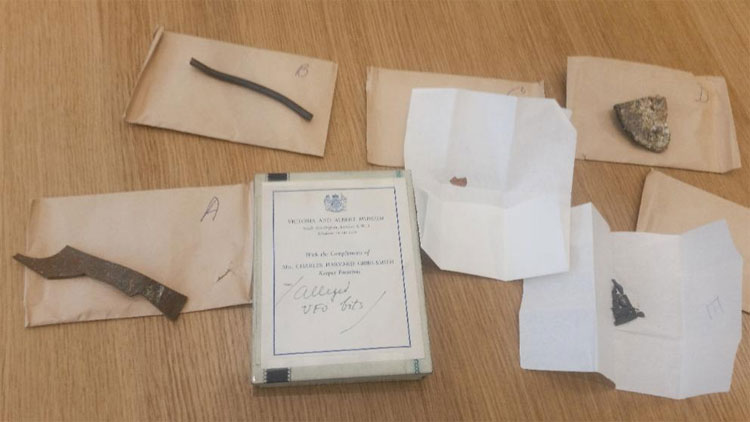 B
C
D
A
VICTORIA AND ALBERT MUSEUM
With the Compliments of
Mr. CHARLES HARVARD GIBBS-SMITH
Keeper Emeritus
/ alleged
UFO bits /
E